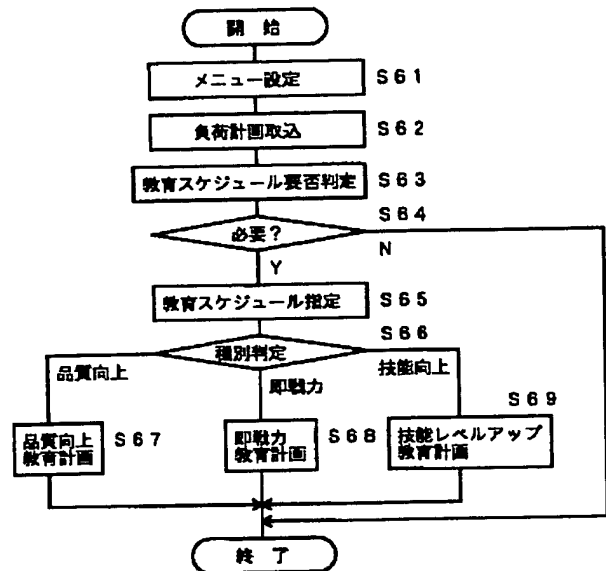 開始
メニュー設定 S61
負荷計画取込 S62
教育スケジュール要否判定 S63
S64
必要?
N
Y
教育スケジュール指定 S65
S66
種別判定
品質向上
即戦力
技能向上
S69
品質向上
教育計画
S67
即戦力
教育計画
S68
技能レベルアップ
教育計画
終了